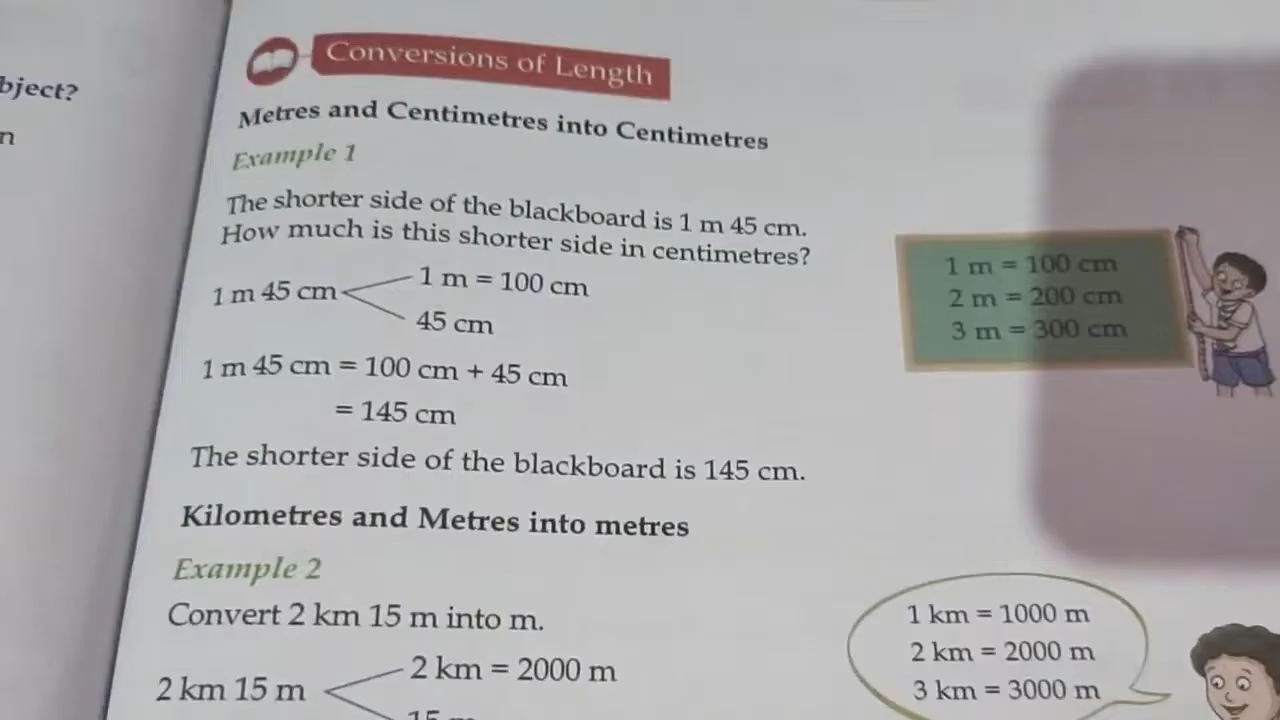 bject?
n
Conversions of Length
Metres and Centimetres into Centimetres
Example 1
The shorter side of the blackboard is 1 m 45 cm.
How much is this shorter side in centimetres?
1 m 45 cm
1 m = 100 cm
45 cm
1 m 45 cm = 100 cm + 45 cm
= 145 cm
The shorter side of the blackboard is 145 cm.
1 m = 100 cm
2 m = 200 cm
3 m = 300 cm
Kilometres and Metres into metres
Example 2
Convert 2 km 15 m into m.
2 km 15 m
2 km = 2000 m
15 m
1 km = 1000 m
2 km = 2000 m
3 km = 3000 m